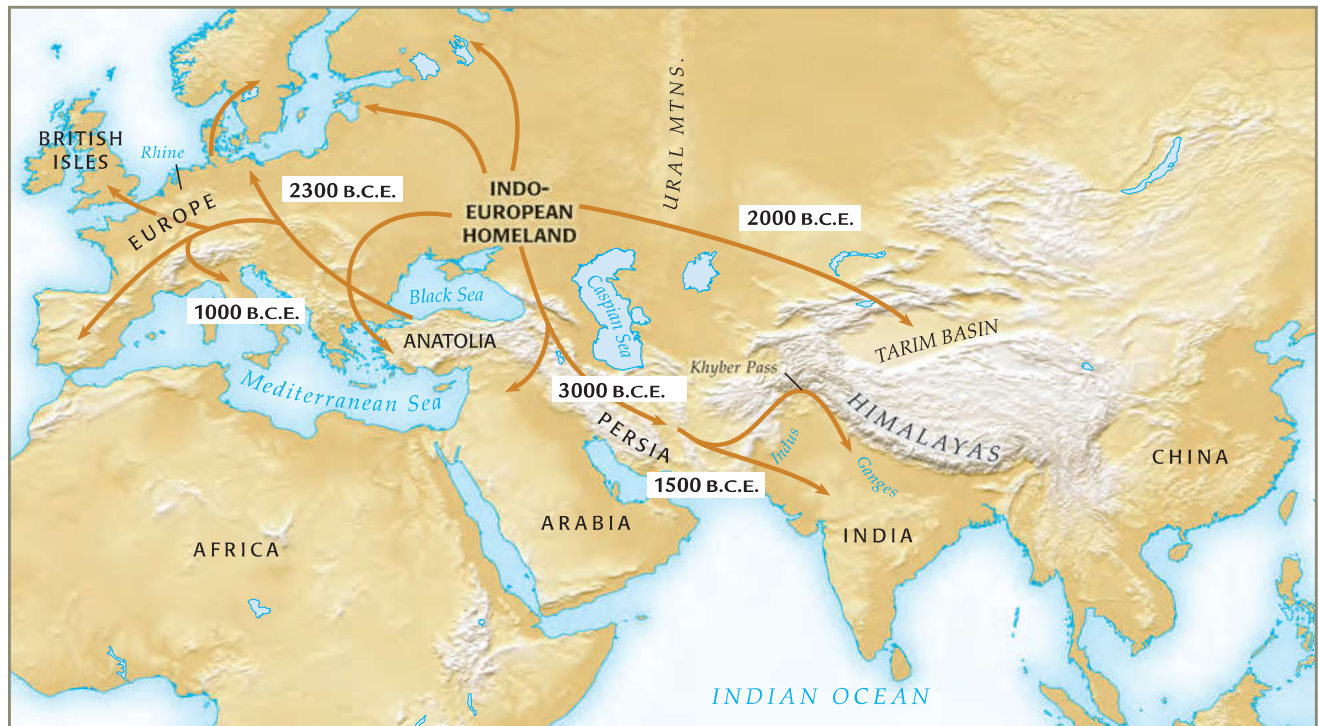 BRITISH
ISLES
Rhine
EUROPE
2300 B.C.E.
INDO-
EUROPEAN
HOMELAND
URAL MTNS.
2000 B.C.E.
Black Sea
Caspian Sea
1000 B.C.E.
ANATOLIA
TARIM BASIN
Khyber Pass
Mediterranean Sea
3000 B.C.E.
PERSIA
HIMALAYAS
Indus
Ganges
CHINA
1500 B.C.E.
ARABIA
INDIA
AFRICA
INDIAN OCEAN